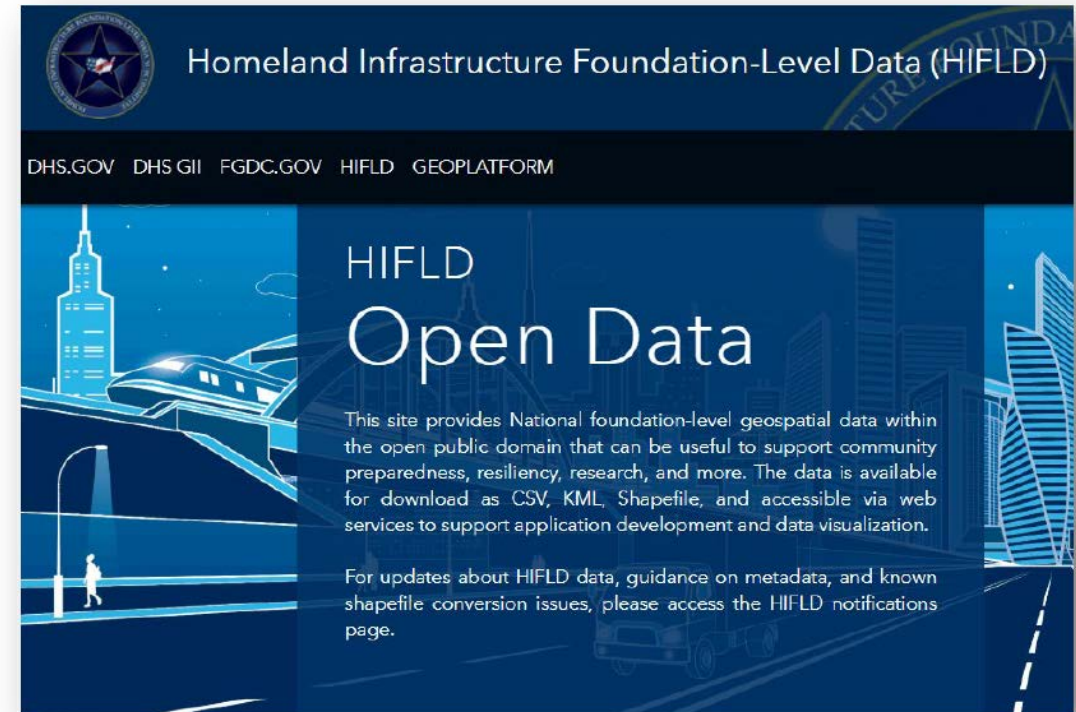 Homeland Infrastructure Foundation-Level Data (HIFLD)
DHS.GOV DHS GII FGDC.GOV HIFLD GEOPLATFORM
HIFLD
Open Data
This site provides National foundation-level geospatial data within
the open public domain that can be useful to support community
preparedness, resiliency, research, and more. The data is available
for download as CSV, KML, Shapefile, and accessible via web
services to support application development and data visualization.
For updates about HIFLD data, guidance on metadata, and known
shapefile conversion issues, please access the HIFLD notifications
page.